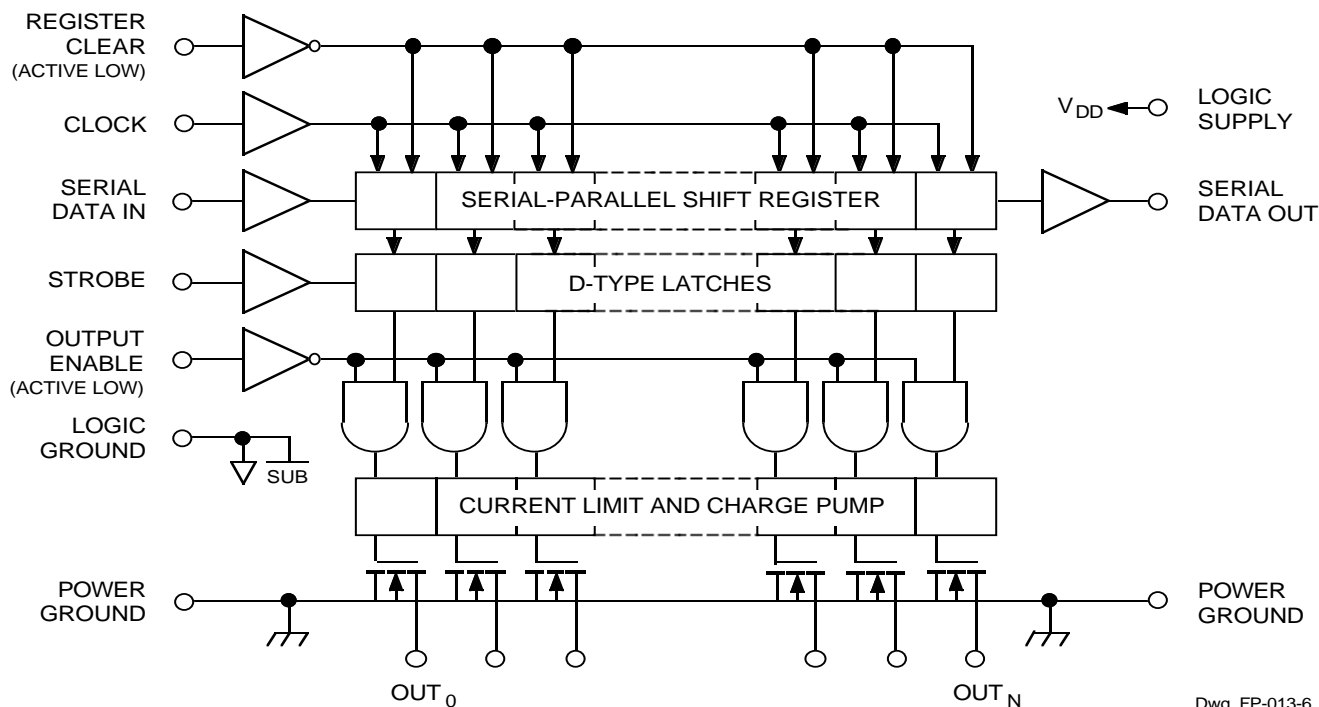 REGISTER
CLEAR
(ACTIVE LOW)
CLOCK
V DD
LOGIC
SUPPLY
SERIAL
DATA IN
SERIAL-PARALLEL SHIFT REGISTER
SERIAL
DATA OUT
STROBE
D-TYPE LATCHES
OUTPUT
ENABLE
(ACTIVE LOW)
LOGIC
GROUND
SUB
CURRENT LIMIT AND CHARGE PUMP
POWER
GROUND
POWER
GROUND
OUT 0
OUT N
Dwg. FP-013-6